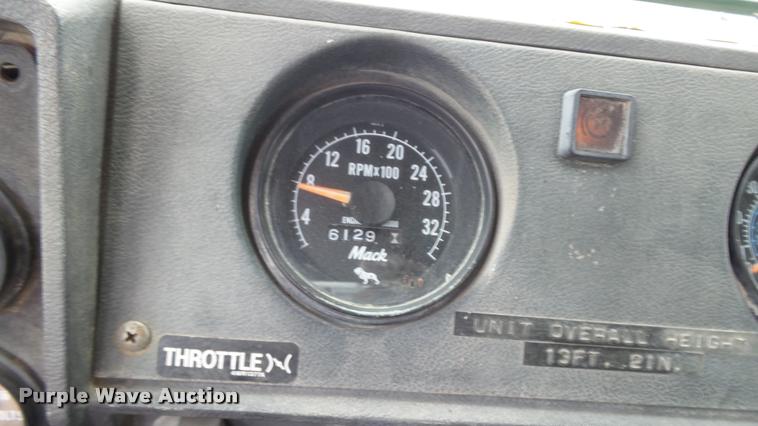 16
12 20
8 RPMx100 24
4 28
32
6129
Mack
THROTTLE
UNIT OVERALL HEIGHT
13FT. 2IN.
Purple Wave Auction